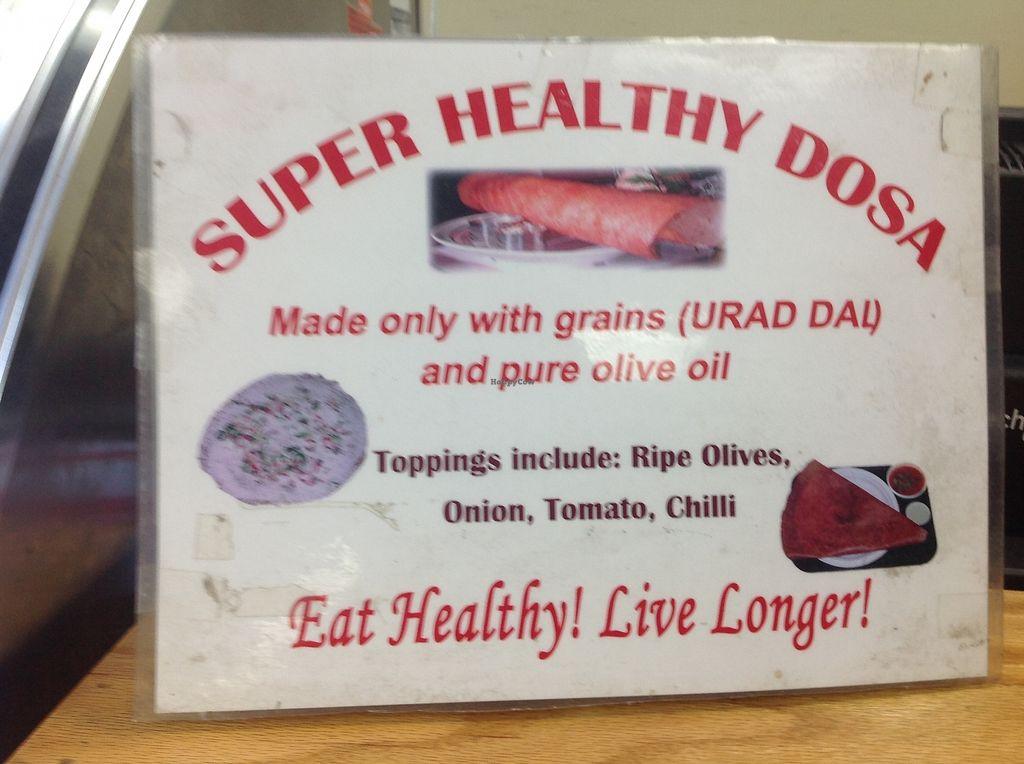 SUPER HEALTHY DOSA
Made only with grains (URAD DAL)
and pure olive oil
HappyCow
Toppings include: Ripe Olives,
Onion, Tomato, Chilli
Eat Healthy! Live Longer!